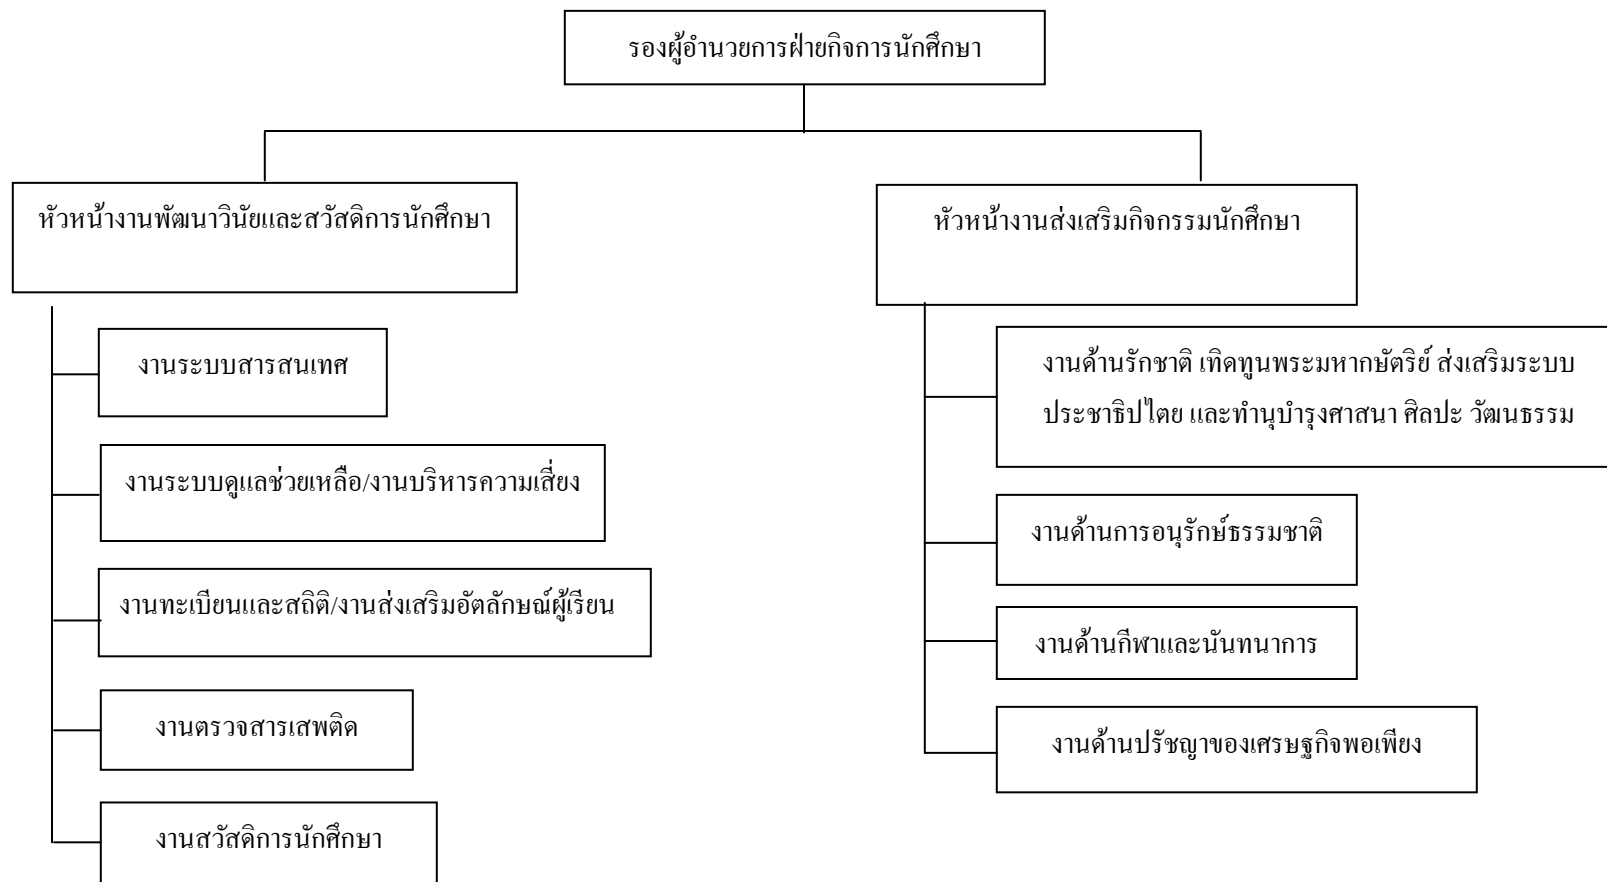 รองผู้อำนวยการฝ่ายกิจการนักศึกษา
หัวหน้างานพัฒนาวินัยและสวัสดิการนักศึกษา
งานระบบสารสนเทศ
งานระบบดูแลช่วยเหลือ/งานบริหารความเสี่ยง
งานทะเบียนและสถิติ/งานส่งเสริมอัตลักษณ์ผู้เรียน
งานตรวจสารเสพติด
งานสวัสดิการนักศึกษา
หัวหน้างานส่งเสริมกิจกรรมนักศึกษา
งานด้านรักชาติ เทิดทูนพระมหากษัตริย์ ส่งเสริมระบบ
ประชาธิปไตย และทำนุบำรุงศาสนา ศิลปะ วัฒนธรรม
งานด้านการอนุรักษ์ธรรมชาติ
งานด้านกีฬาและนันทนาการ
งานด้านปรัชญาของเศรษฐกิจพอเพียง